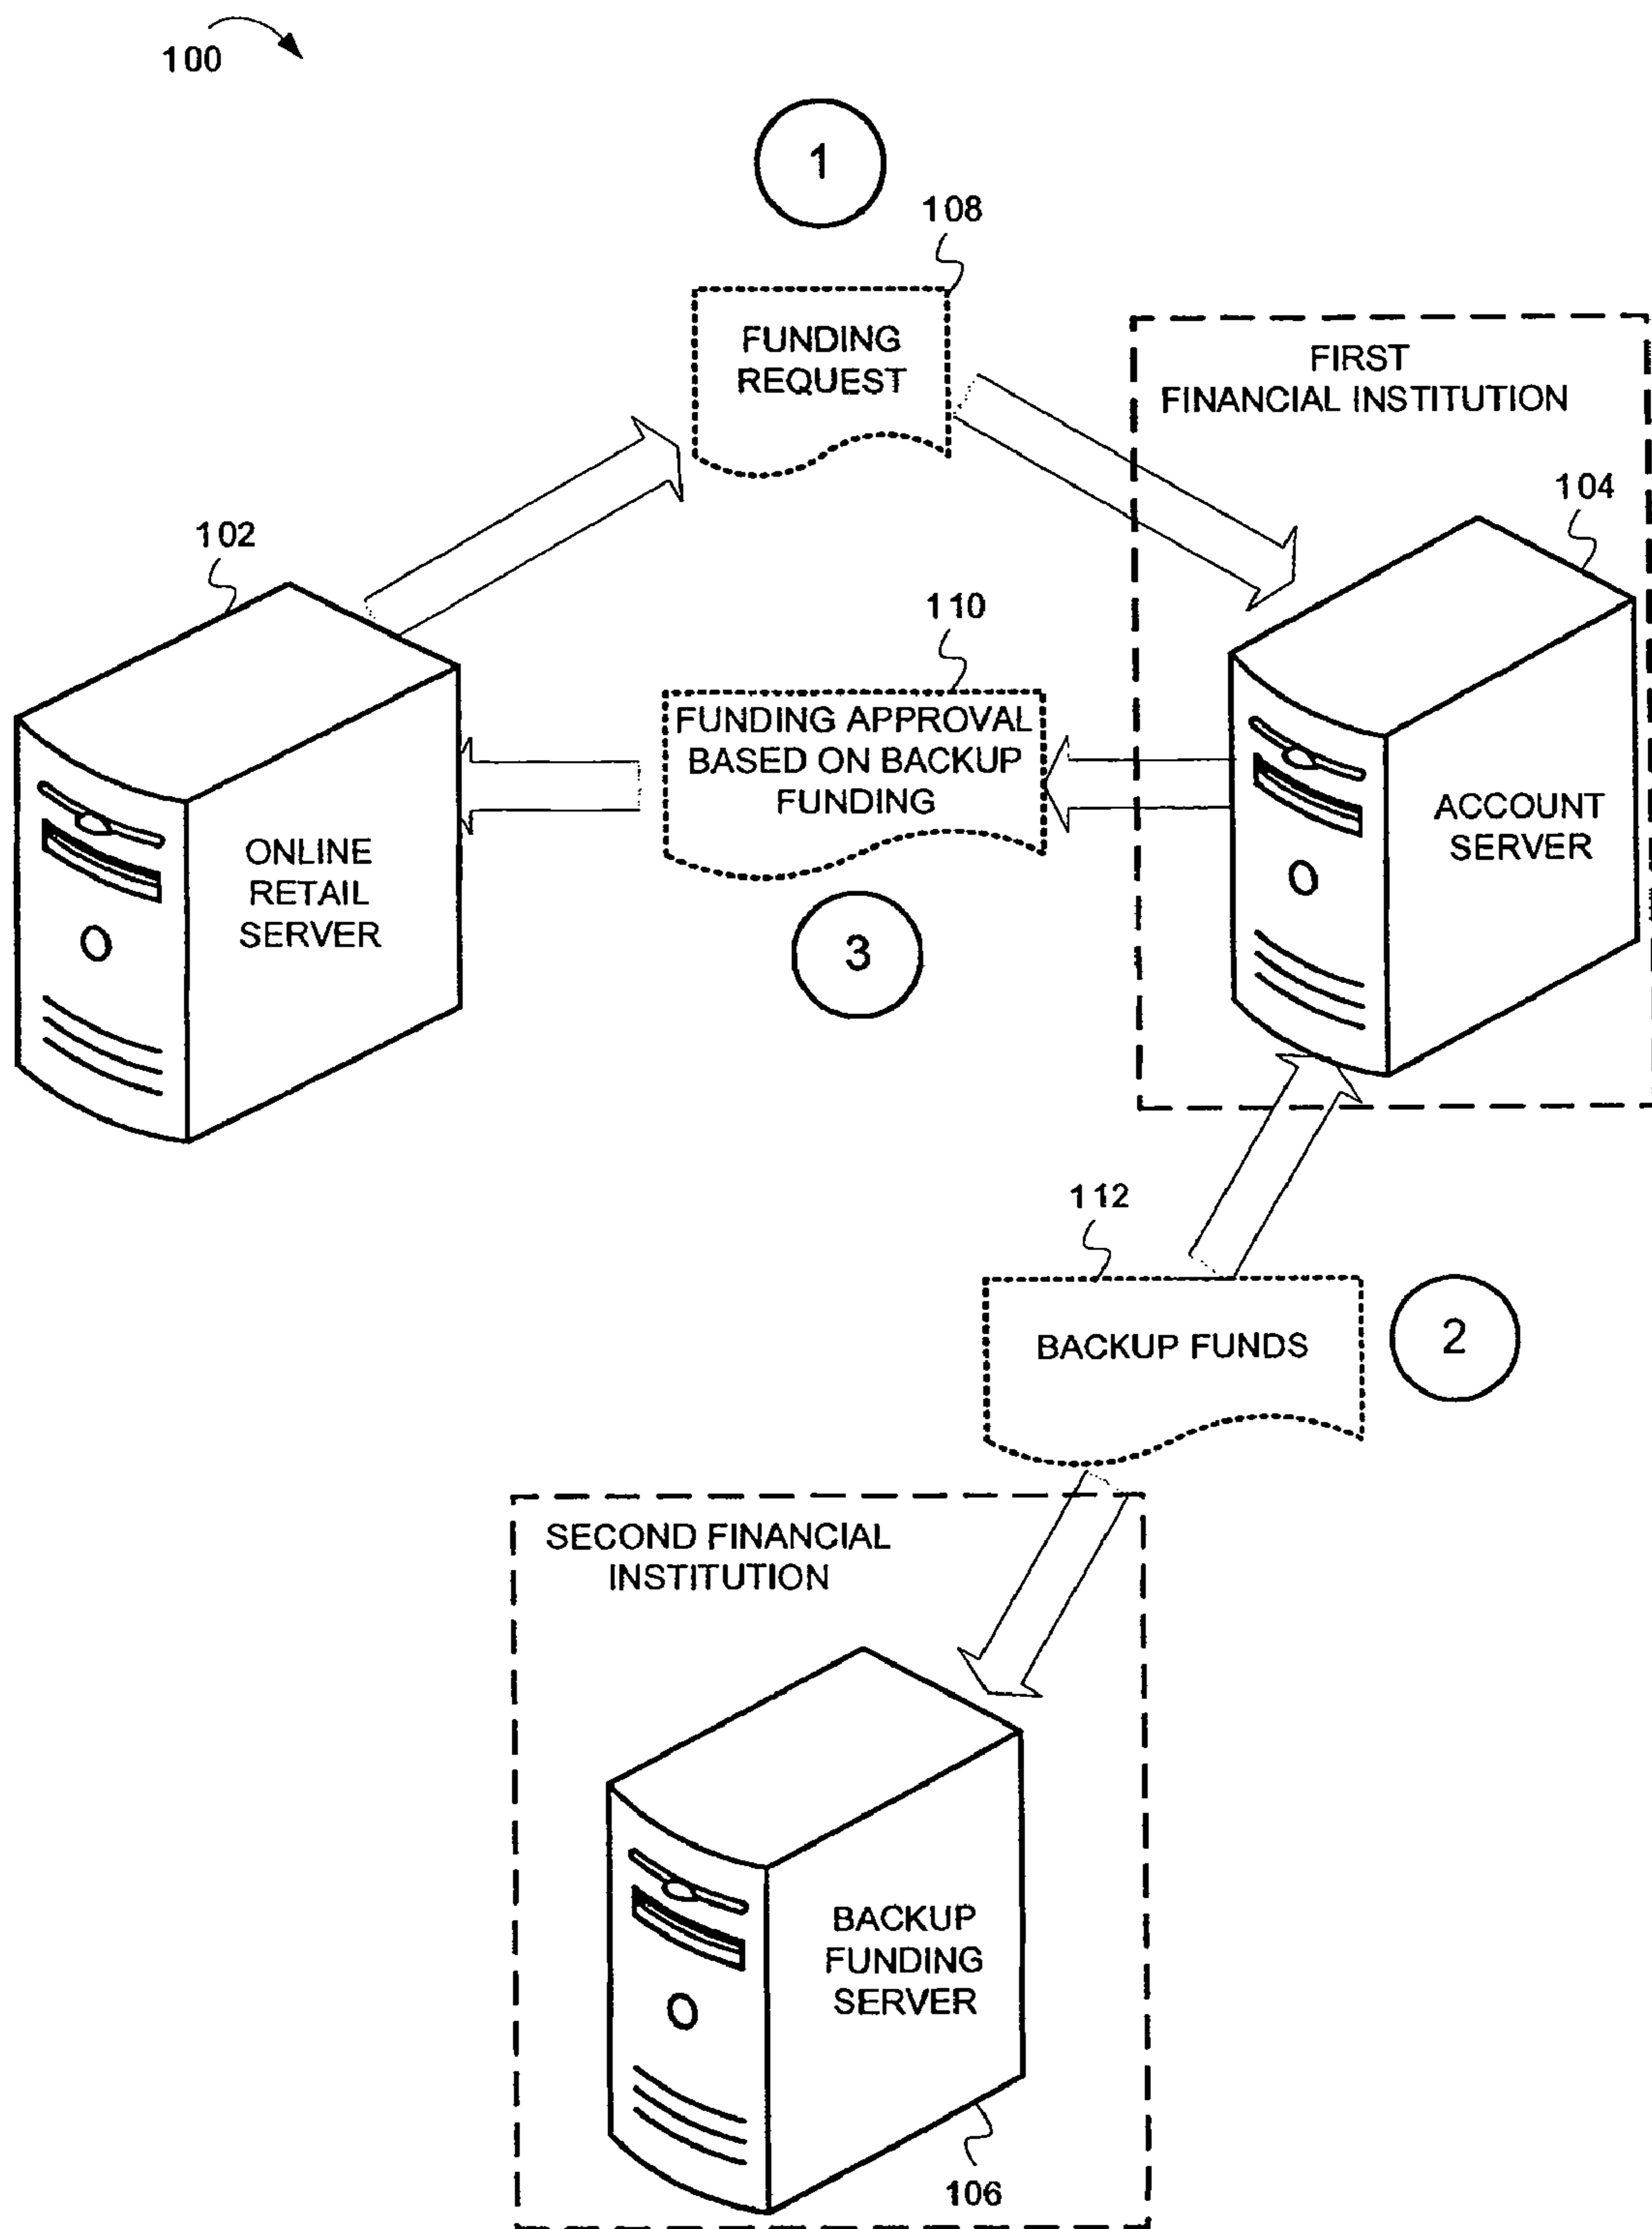 100
1
108
FUNDING
REQUEST
FIRST
FINANCIAL INSTITUTION
104
102
110
FUNDING APPROVAL
BASED ON BACKUP
FUNDING
ACCOUNT
SERVER
ONLINE
RETAIL
SERVER
3
112
BACKUP FUNDS
2
SECOND FINANCIAL
INSTITUTION
BACKUP
FUNDING
SERVER
106